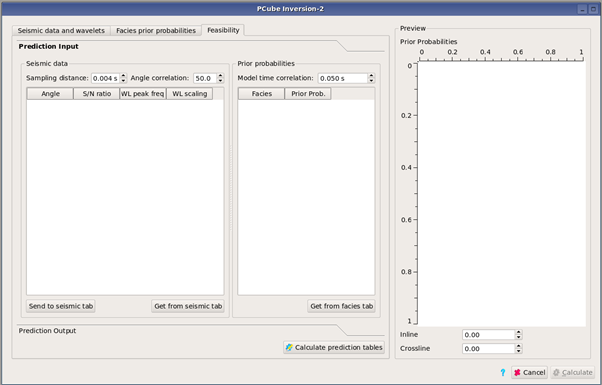 PCube Inversion-2
Seismic data and wavelets Facies prior probabilities Feasibility
Prediction Input
Seismic data
Sampling distance: 0.004 s Angle correlation: 50.0
Angle S/N ratio WL peak freq WL scaling
Send to seismic tab Get from seismic tab
Prior probabilities
Model time correlation: 0.050 s
Facies Prior Prob.
Get from facies tab
Prediction Output
Calculate prediction tables
Preview
Prior Probabilities
0 0.2 0.4 0.6 0.8 1
0
0.2
0.4
0.6
0.8
1
Inline 0.00
Crossline 0.00
? Cancel Calculate